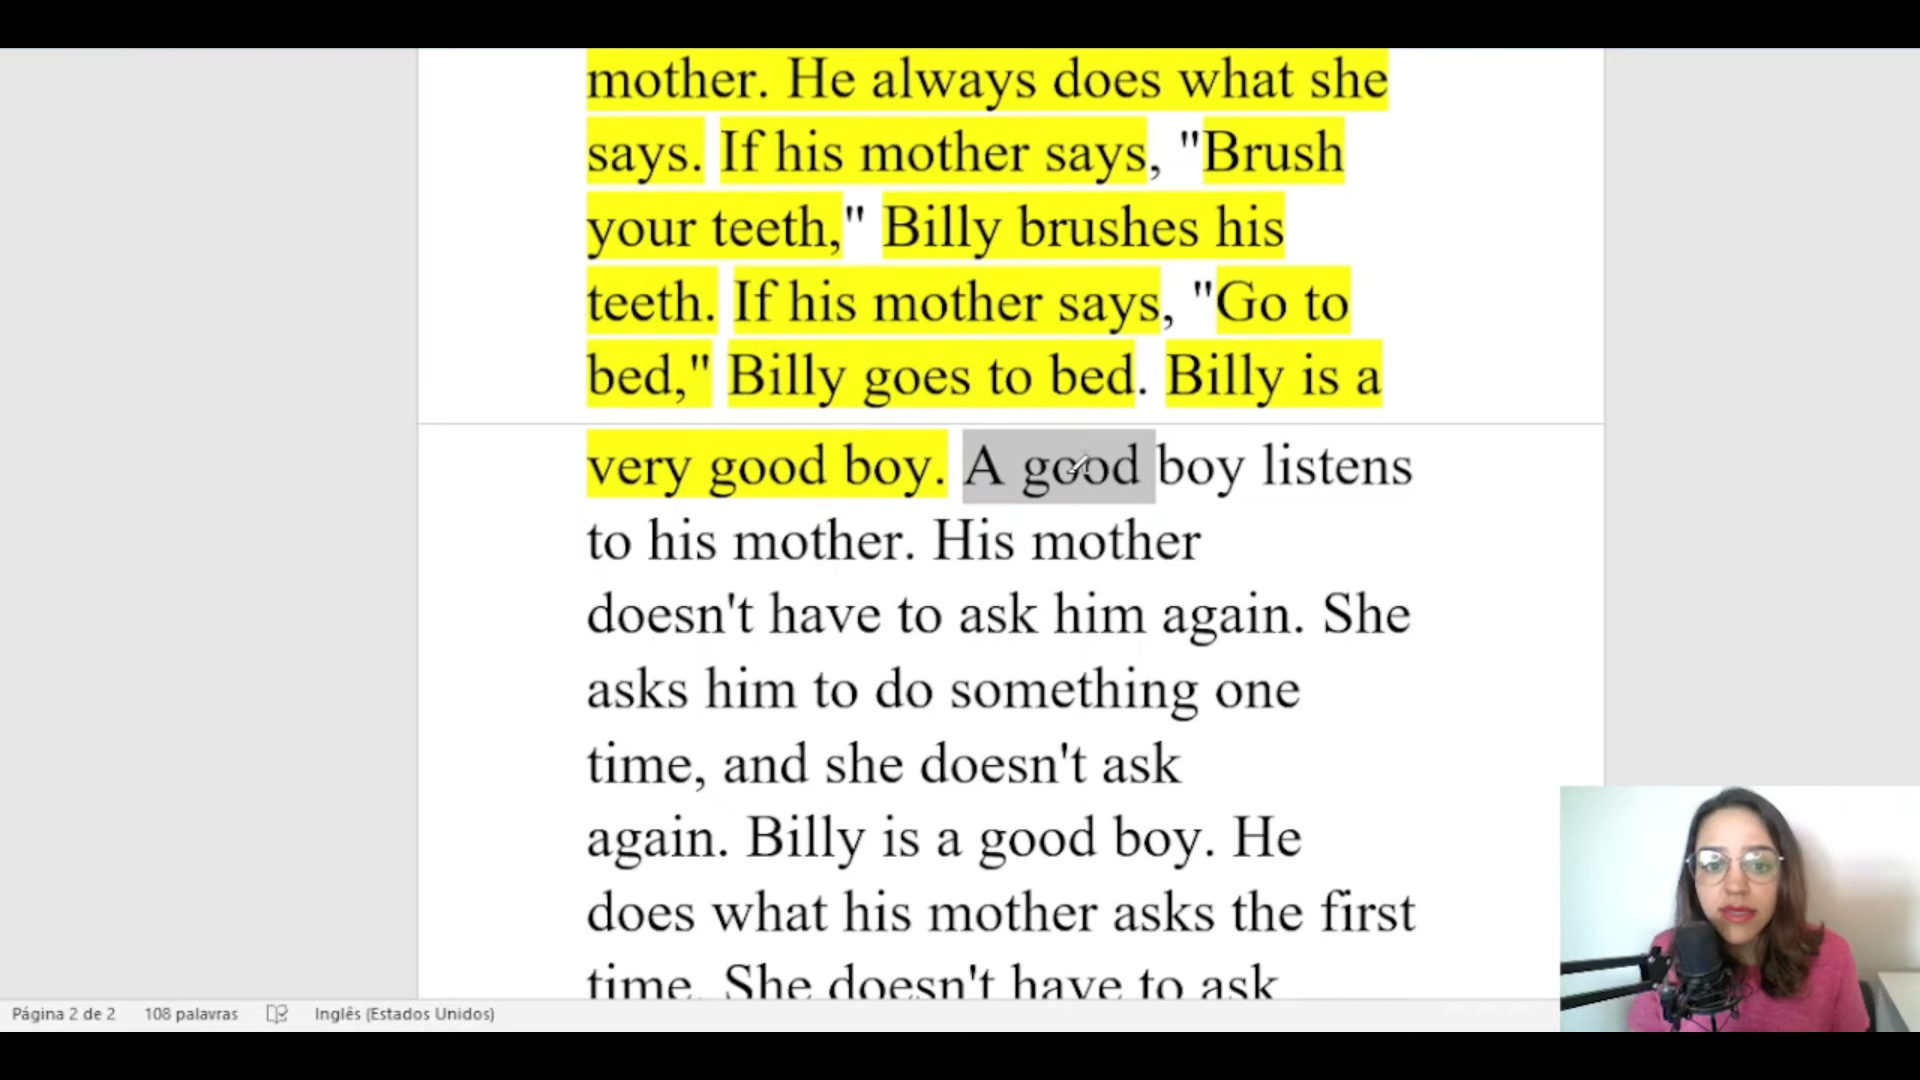 mother. He always does what she
says. If his mother says, "Brush
your teeth," Billy brushes his
teeth. If his mother says, "Go to
bed," Billy goes to bed. Billy is a
very good boy. A good boy listens
to his mother. His mother
doesn't have to ask him again. She
asks him to do something one
time, and she doesn't ask
again. Billy is a good boy. He
does what his mother asks the first
time. She doesn't have to ask
Página 2 de 2 108 palavras Inglês (Estados Unidos)